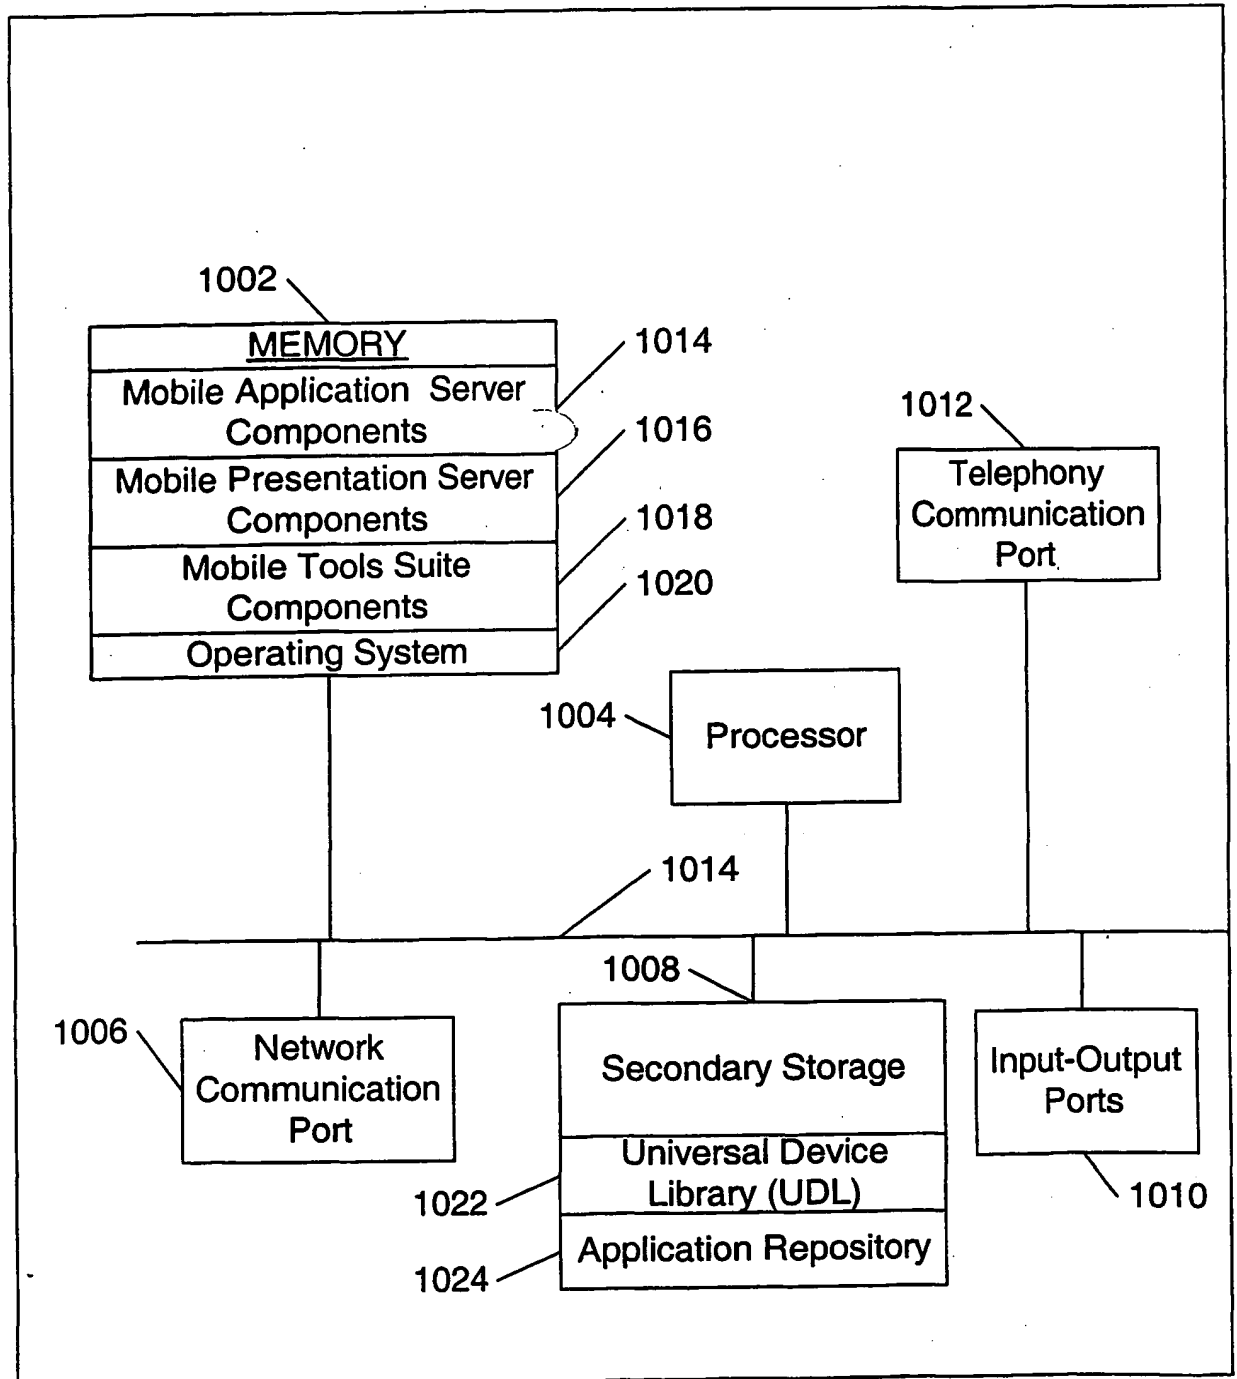 1002
MEMORY
1014
Mobile Application Server
Components
1016
Mobile Presentation Server
Components
1018
Mobile Tools Suite
Components
1020
Operating System
1012
Telephony
Communication
Port
1004
Processor
1014
1008
1006
Network
Communication
Port
Secondary Storage
Input-Output
Ports
Universal Device
Library (UDL)
1022
1010
Application Repository
1024